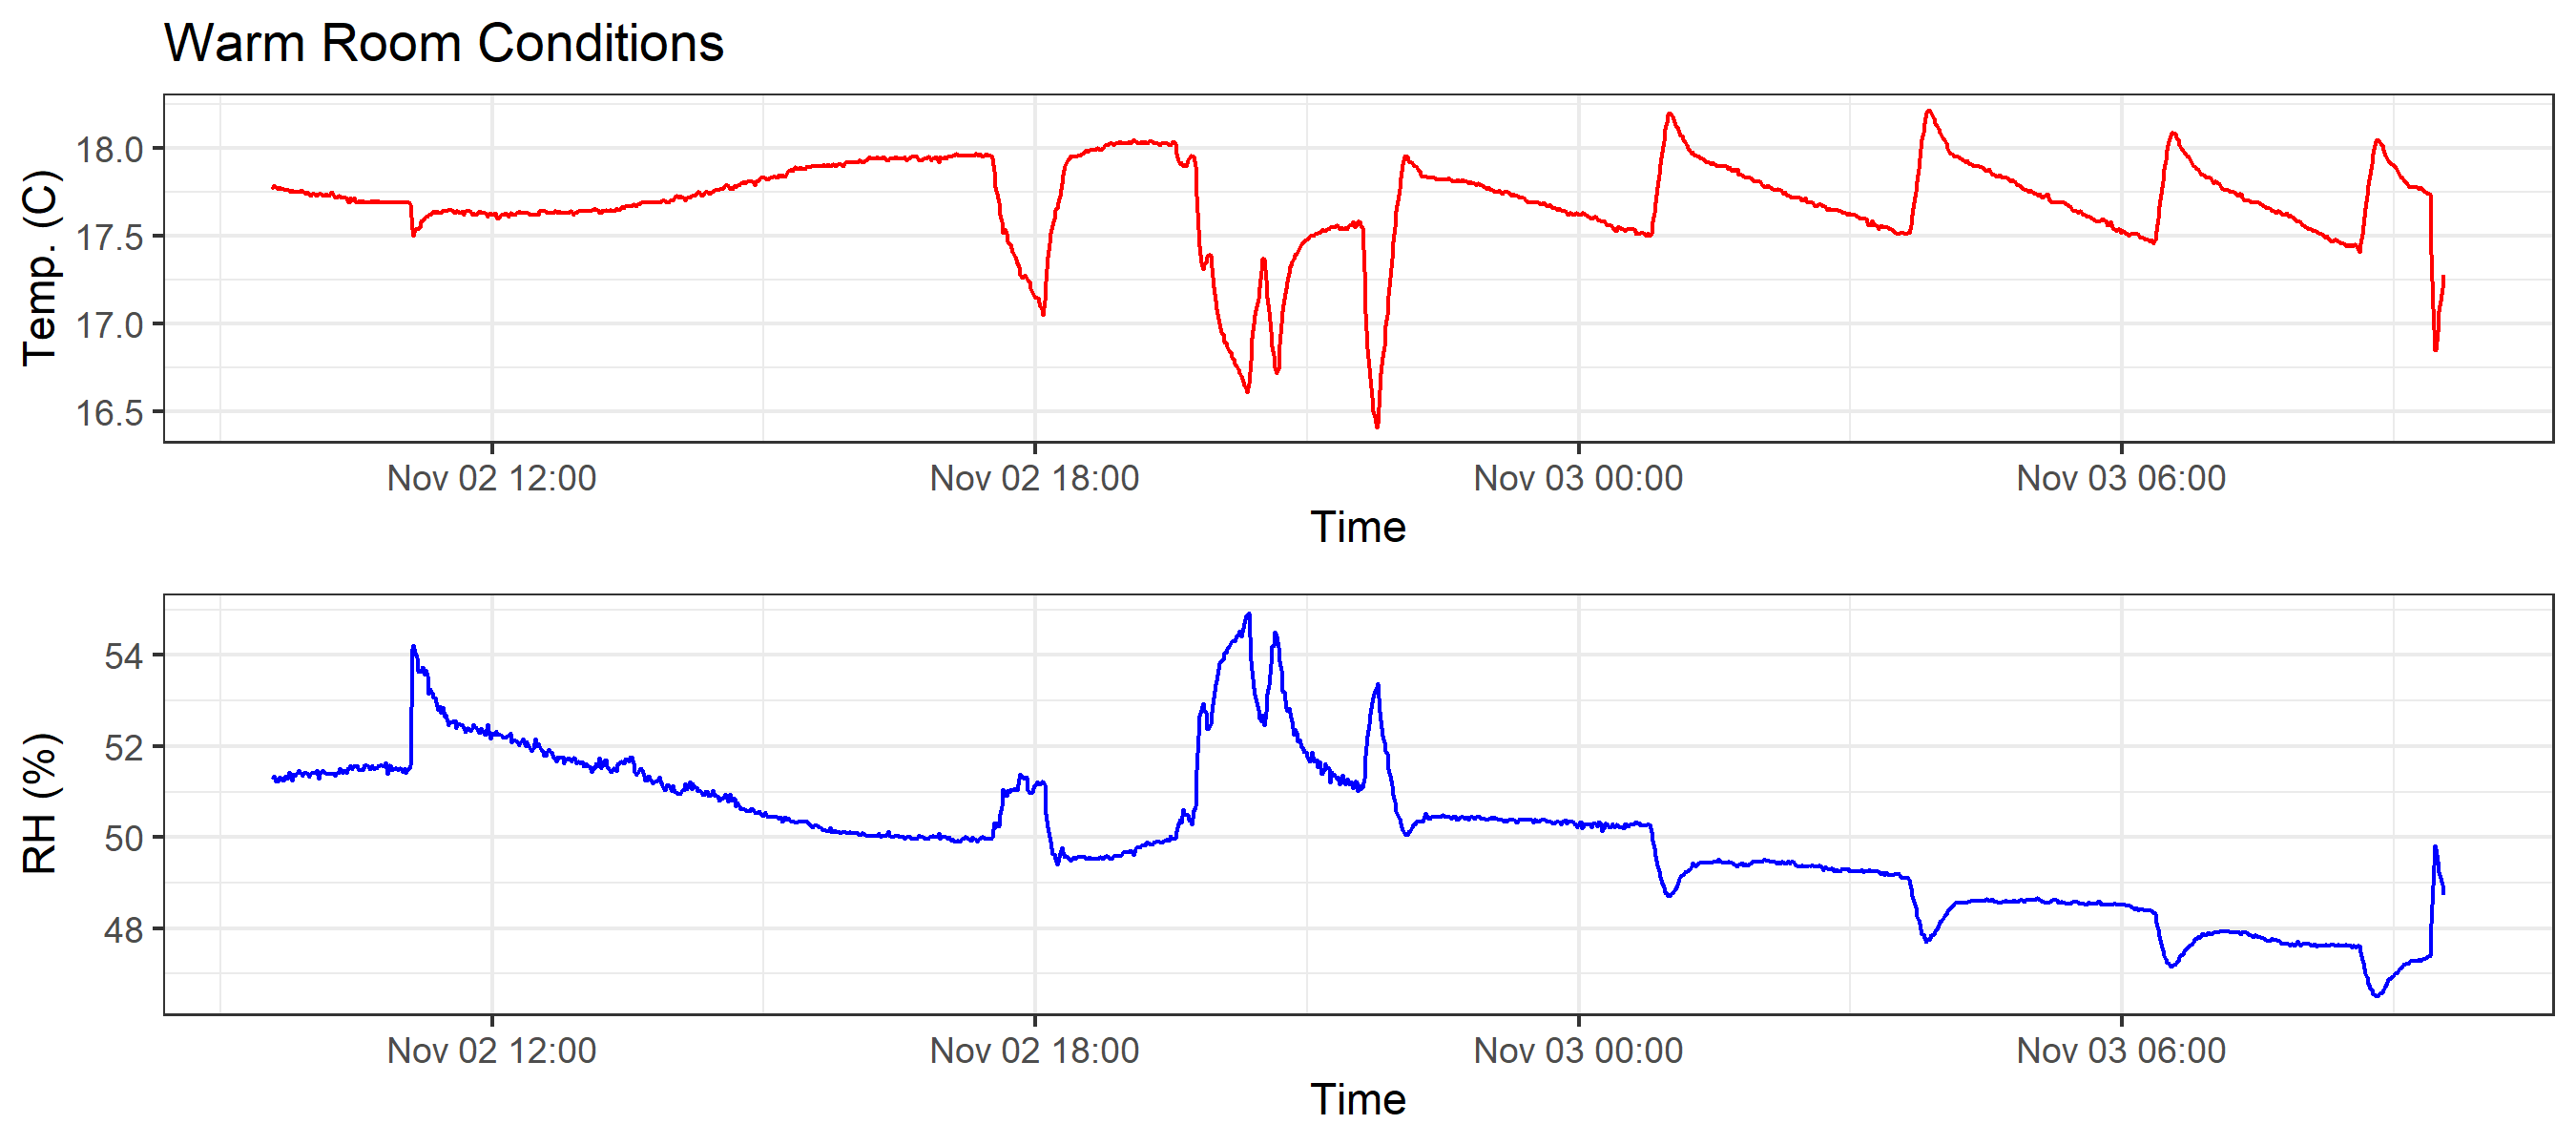 Warm Room Conditions
Temp. (C)
18.0
17.5
17.0
16.5
Nov 02 12:00 Nov 02 18:00 Nov 03 00:00 Nov 03 06:00
Time
RH (%)
54
52
50
48
Nov 02 12:00 Nov 02 18:00 Nov 03 00:00 Nov 03 06:00
Time